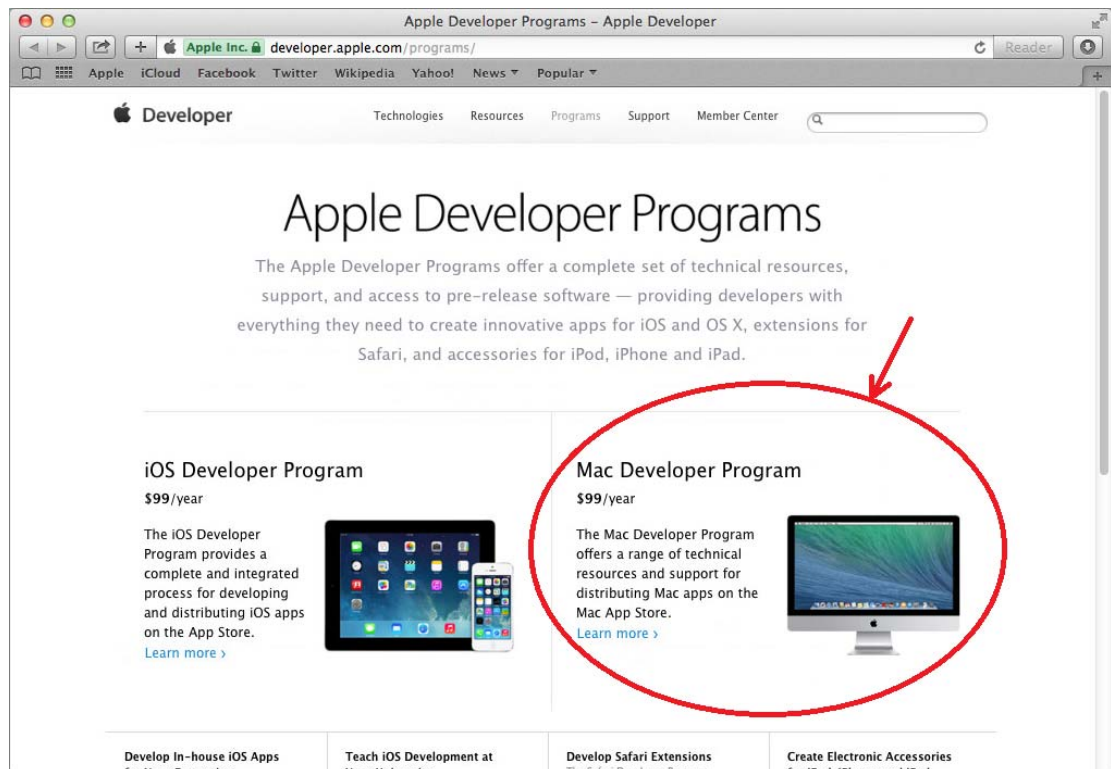 Apple Developer Programs – Apple Developer
Apple Inc. developer.apple.com/programs/
Reader
Apple iCloud Facebook Twitter Wikipedia Yahoo! News Popular
Developer
Technologies Resources Programs Support Member Center
Apple Developer Programs
The Apple Developer Programs offer a complete set of technical resources,
support, and access to pre-release software — providing developers with
everything they need to create innovative apps for iOS and OS X, extensions for
Safari, and accessories for iPod, iPhone and iPad.
iOS Developer Program
$99/year
The iOS Developer
Program provides a
complete and integrated
process for developing
and distributing iOS apps
on the App Store.
Learn more ›
Mac Developer Program
$99/year
The Mac Developer Program
offers a range of technical
resources and support for
distributing Mac apps on the
Mac App Store.
Learn more ›
Develop In-house iOS Apps
Teach iOS Development at
Develop Safari Extensions
Create Electronic Accessories